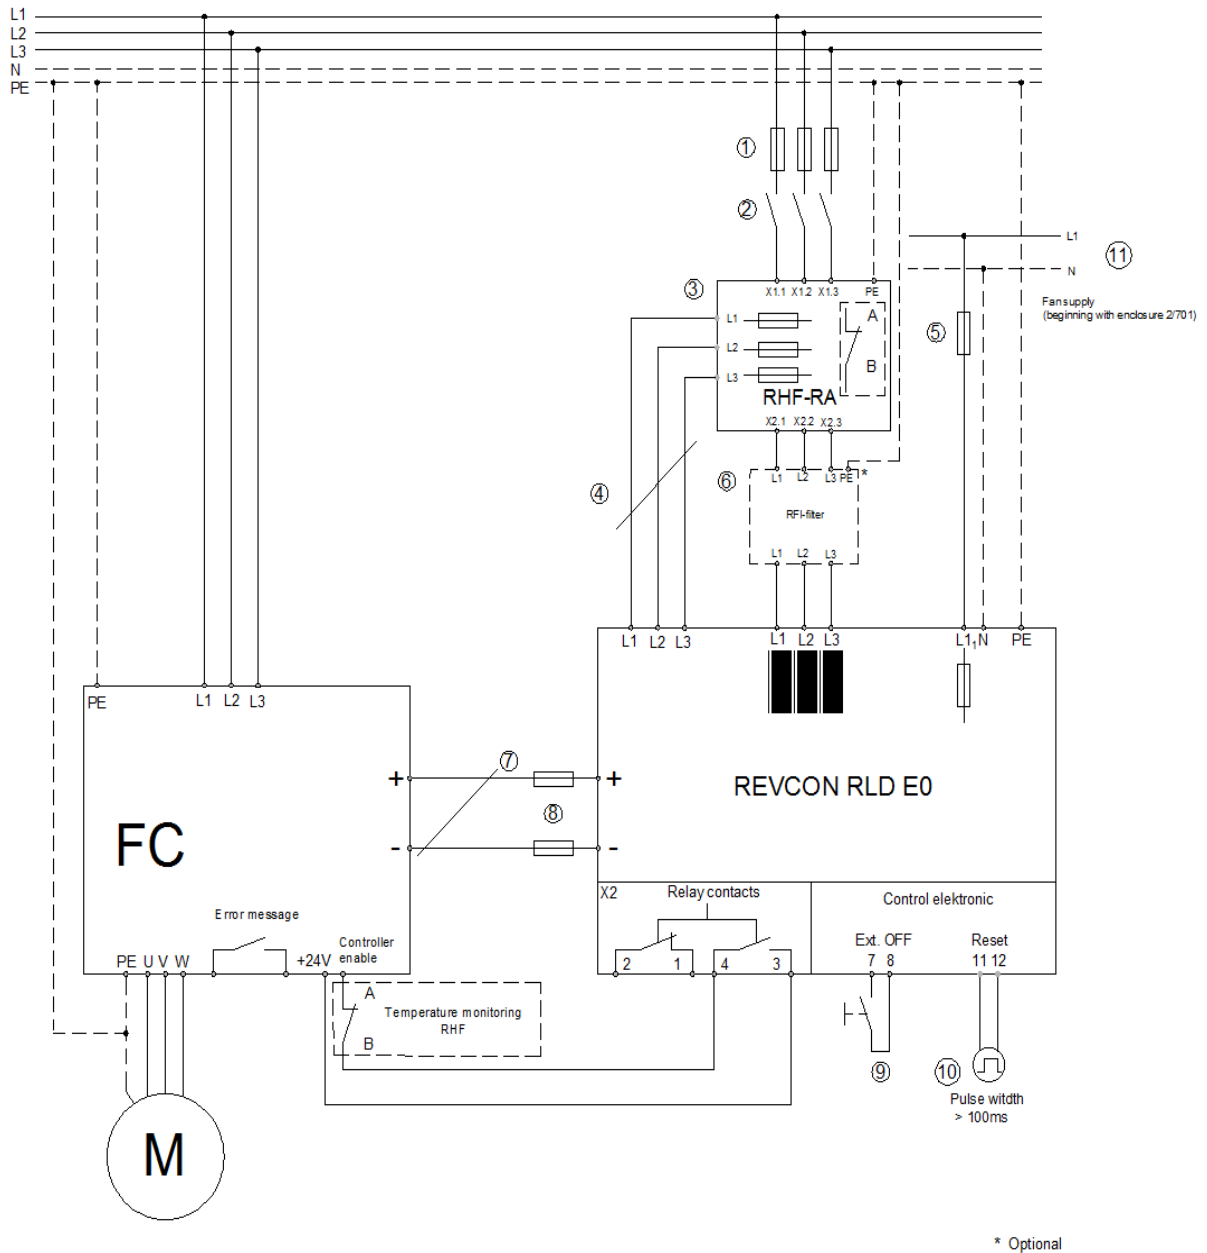 L1
L2
L3
N
PE
1
2
L1
11
N
3
X1.1 X1.2 X1.3 PE
Fan supply
(beginning with enclosure 2/701)
L1
A
5
L2
B
L3
RHF-RA
X2.1 X2.2 X2.3
4
6
L1 L2 L3 PE *
RFI-filter
L1 L2 L3
L1 L2 L3
L1 L2 L3
L1,N PE
PE
L1 L2 L3
7
+
+
REVCON RLD E0
8
FC
-
-
X2
Relay contacts
Control elektronic
Error message
Controller
enable
Ext. OFF
Reset
PE U V W
+24V
2 1 4 3
7 8
11 12
A
Temperature monitoring
RHF
B
9
10
Pulse witdth
> 100ms
M
* Optional